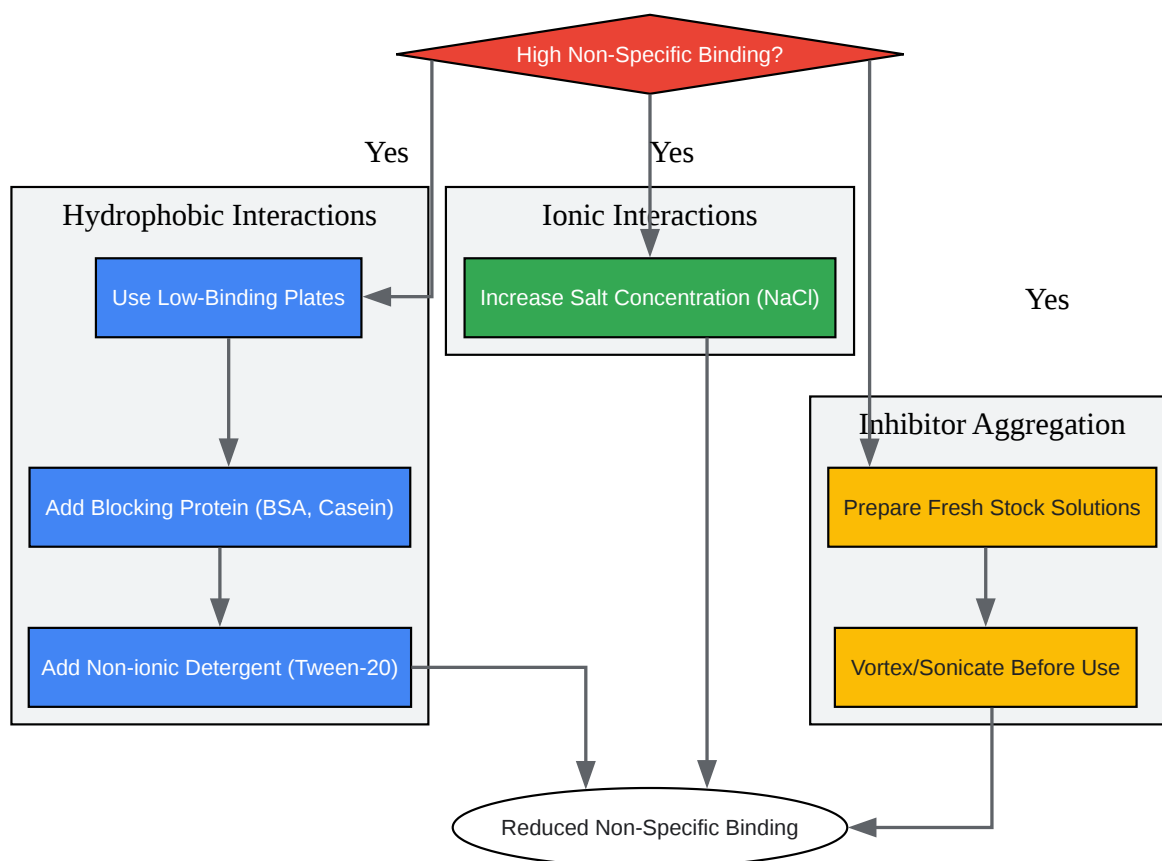 High Non-Specific Binding?
Yes
Yes
Hydrophobic Interactions
Ionic Interactions
Use Low-Binding Plates
Increase Salt Concentration (NaCl)
Yes
Inhibitor Aggregation
Add Blocking Protein (BSA, Casein)
Prepare Fresh Stock Solutions
Add Non-ionic Detergent (Tween-20)
Vortex/Sonicate Before Use
Reduced Non-Specific Binding